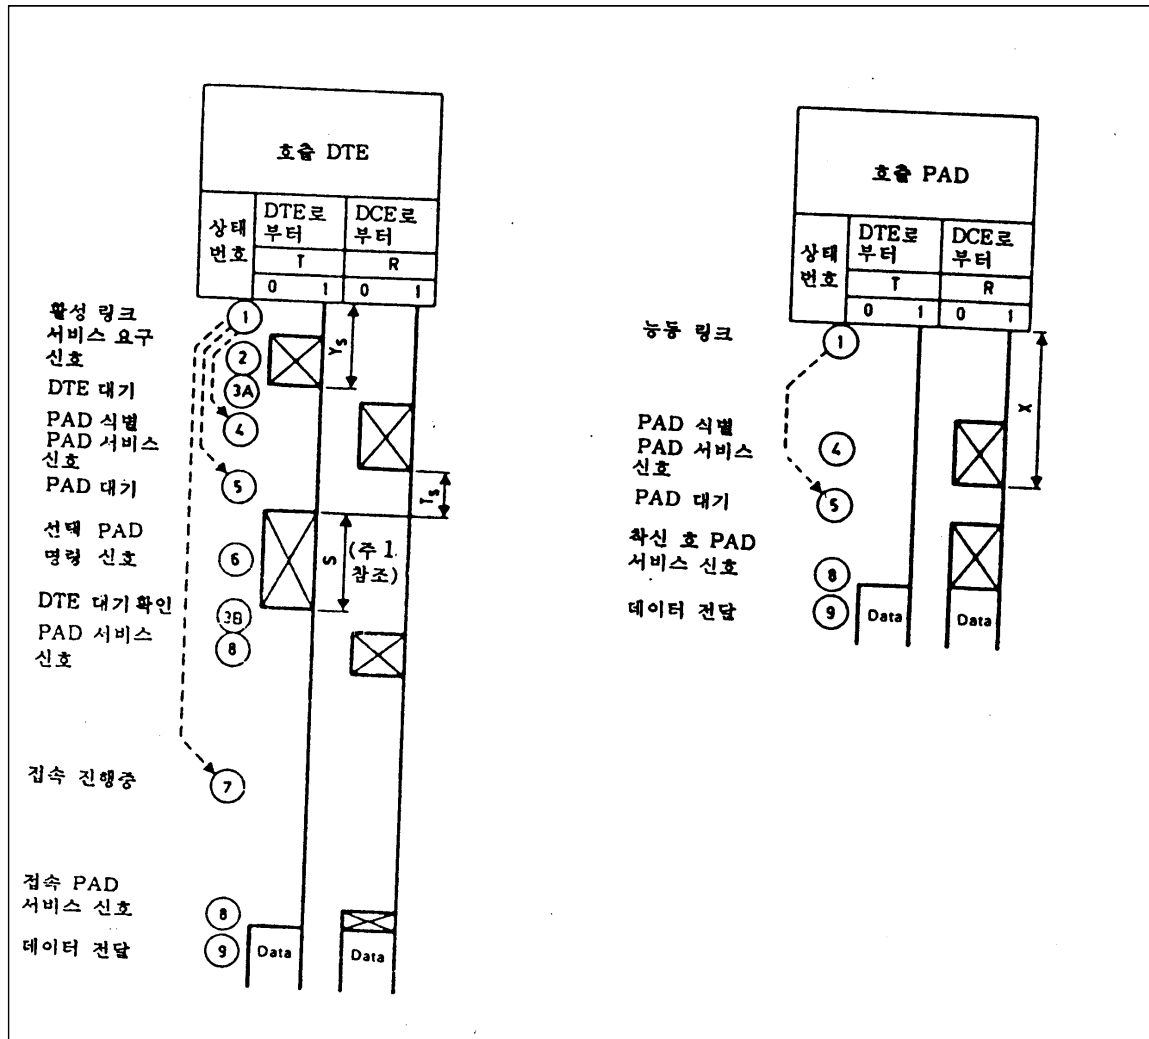 호출 DTE
상태
번호
DTE로
부터
DCE로
부터
T
R
0 1 0 1
활성 링크 1
서비스 요구
신호 2
DTE 대기 3A
PAD 식별
PAD 서비스
신호 4
PAD 대기 5
선택 PAD
명령 신호 6
DTE 대기 확인 3B
PAD 서비스
신호 8
접속 진행중 7
접속 PAD
서비스 신호 8
데이터 전달 9
Data Data
Ys
Ts
S
(주 1.
참조)
호출 PAD
상태
번호
DTE로
부터
DCE로
부터
T
R
0 1 0 1
능동 링크 1
PAD 식별
PAD 서비스
신호 4
PAD 대기 5
착신 호 PAD
서비스 신호 8
데이터 전달 9
Data Data
X